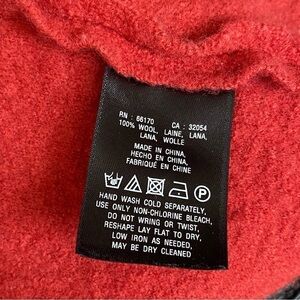 RN : 66170 CA : 32054
100% WOOL, LAINE, LANA,
LANA, WOLLE
MADE IN CHINA,
HECHO EN CHINA,
FABRIQUÉ EN CHINE
P
HAND WASH COLD SEPARATELY,
USE ONLY NON-CHLORINE BLEACH,
DO NOT WRING OR TWIST,
RESHAPE LAY FLAT TO DRY,
LOW IRON AS NEEDED,
MAY BE DRY CLEANED